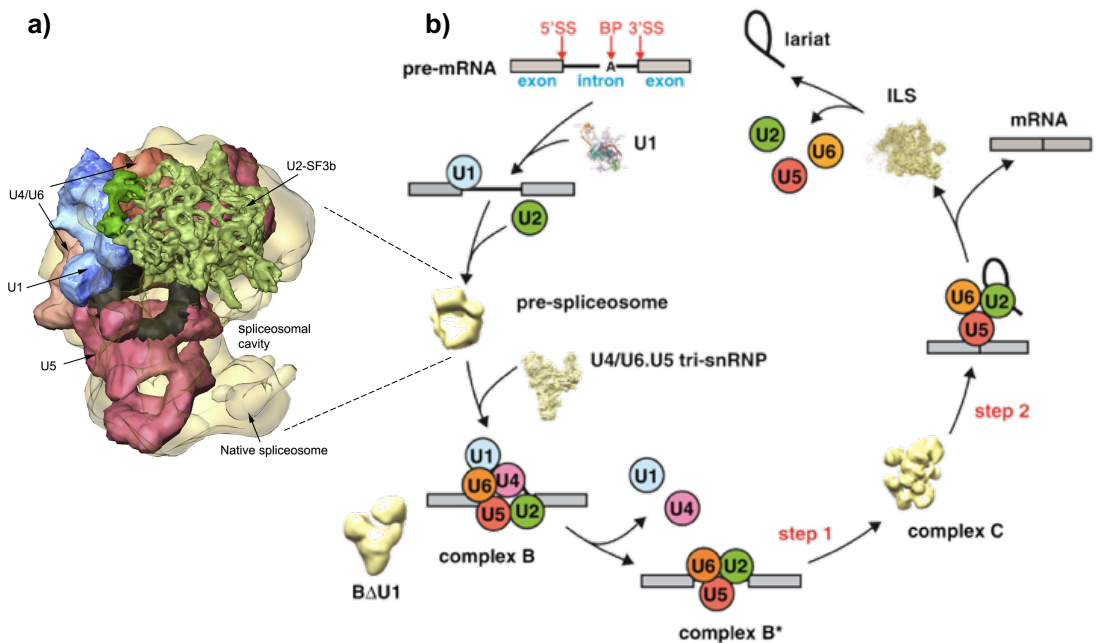 a)
U4/U6
U2-SF3b
U1
U5
Spliceosomal
cavity
Native spliceosome
b)
5'SS
BP
3'SS
pre-mRNA
A
exon
intron
exon
U1
U1
U2
pre-spliceosome
U4/U6.U5 tri-snRNP
U1
U6
U4
U5
U2
complex B
BΔU1
U1
U4
U6
U2
U5
complex B*
step 1
complex C
step 2
U6
U2
U5
mRNA
ILS
lariat
U2
U6
U5